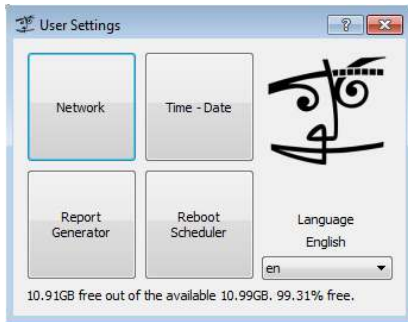 User Settings
Network
Time - Date
Report
Generator
Reboot
Scheduler
Language
English
en
10.91GB free out of the available 10.99GB. 99.31% free.